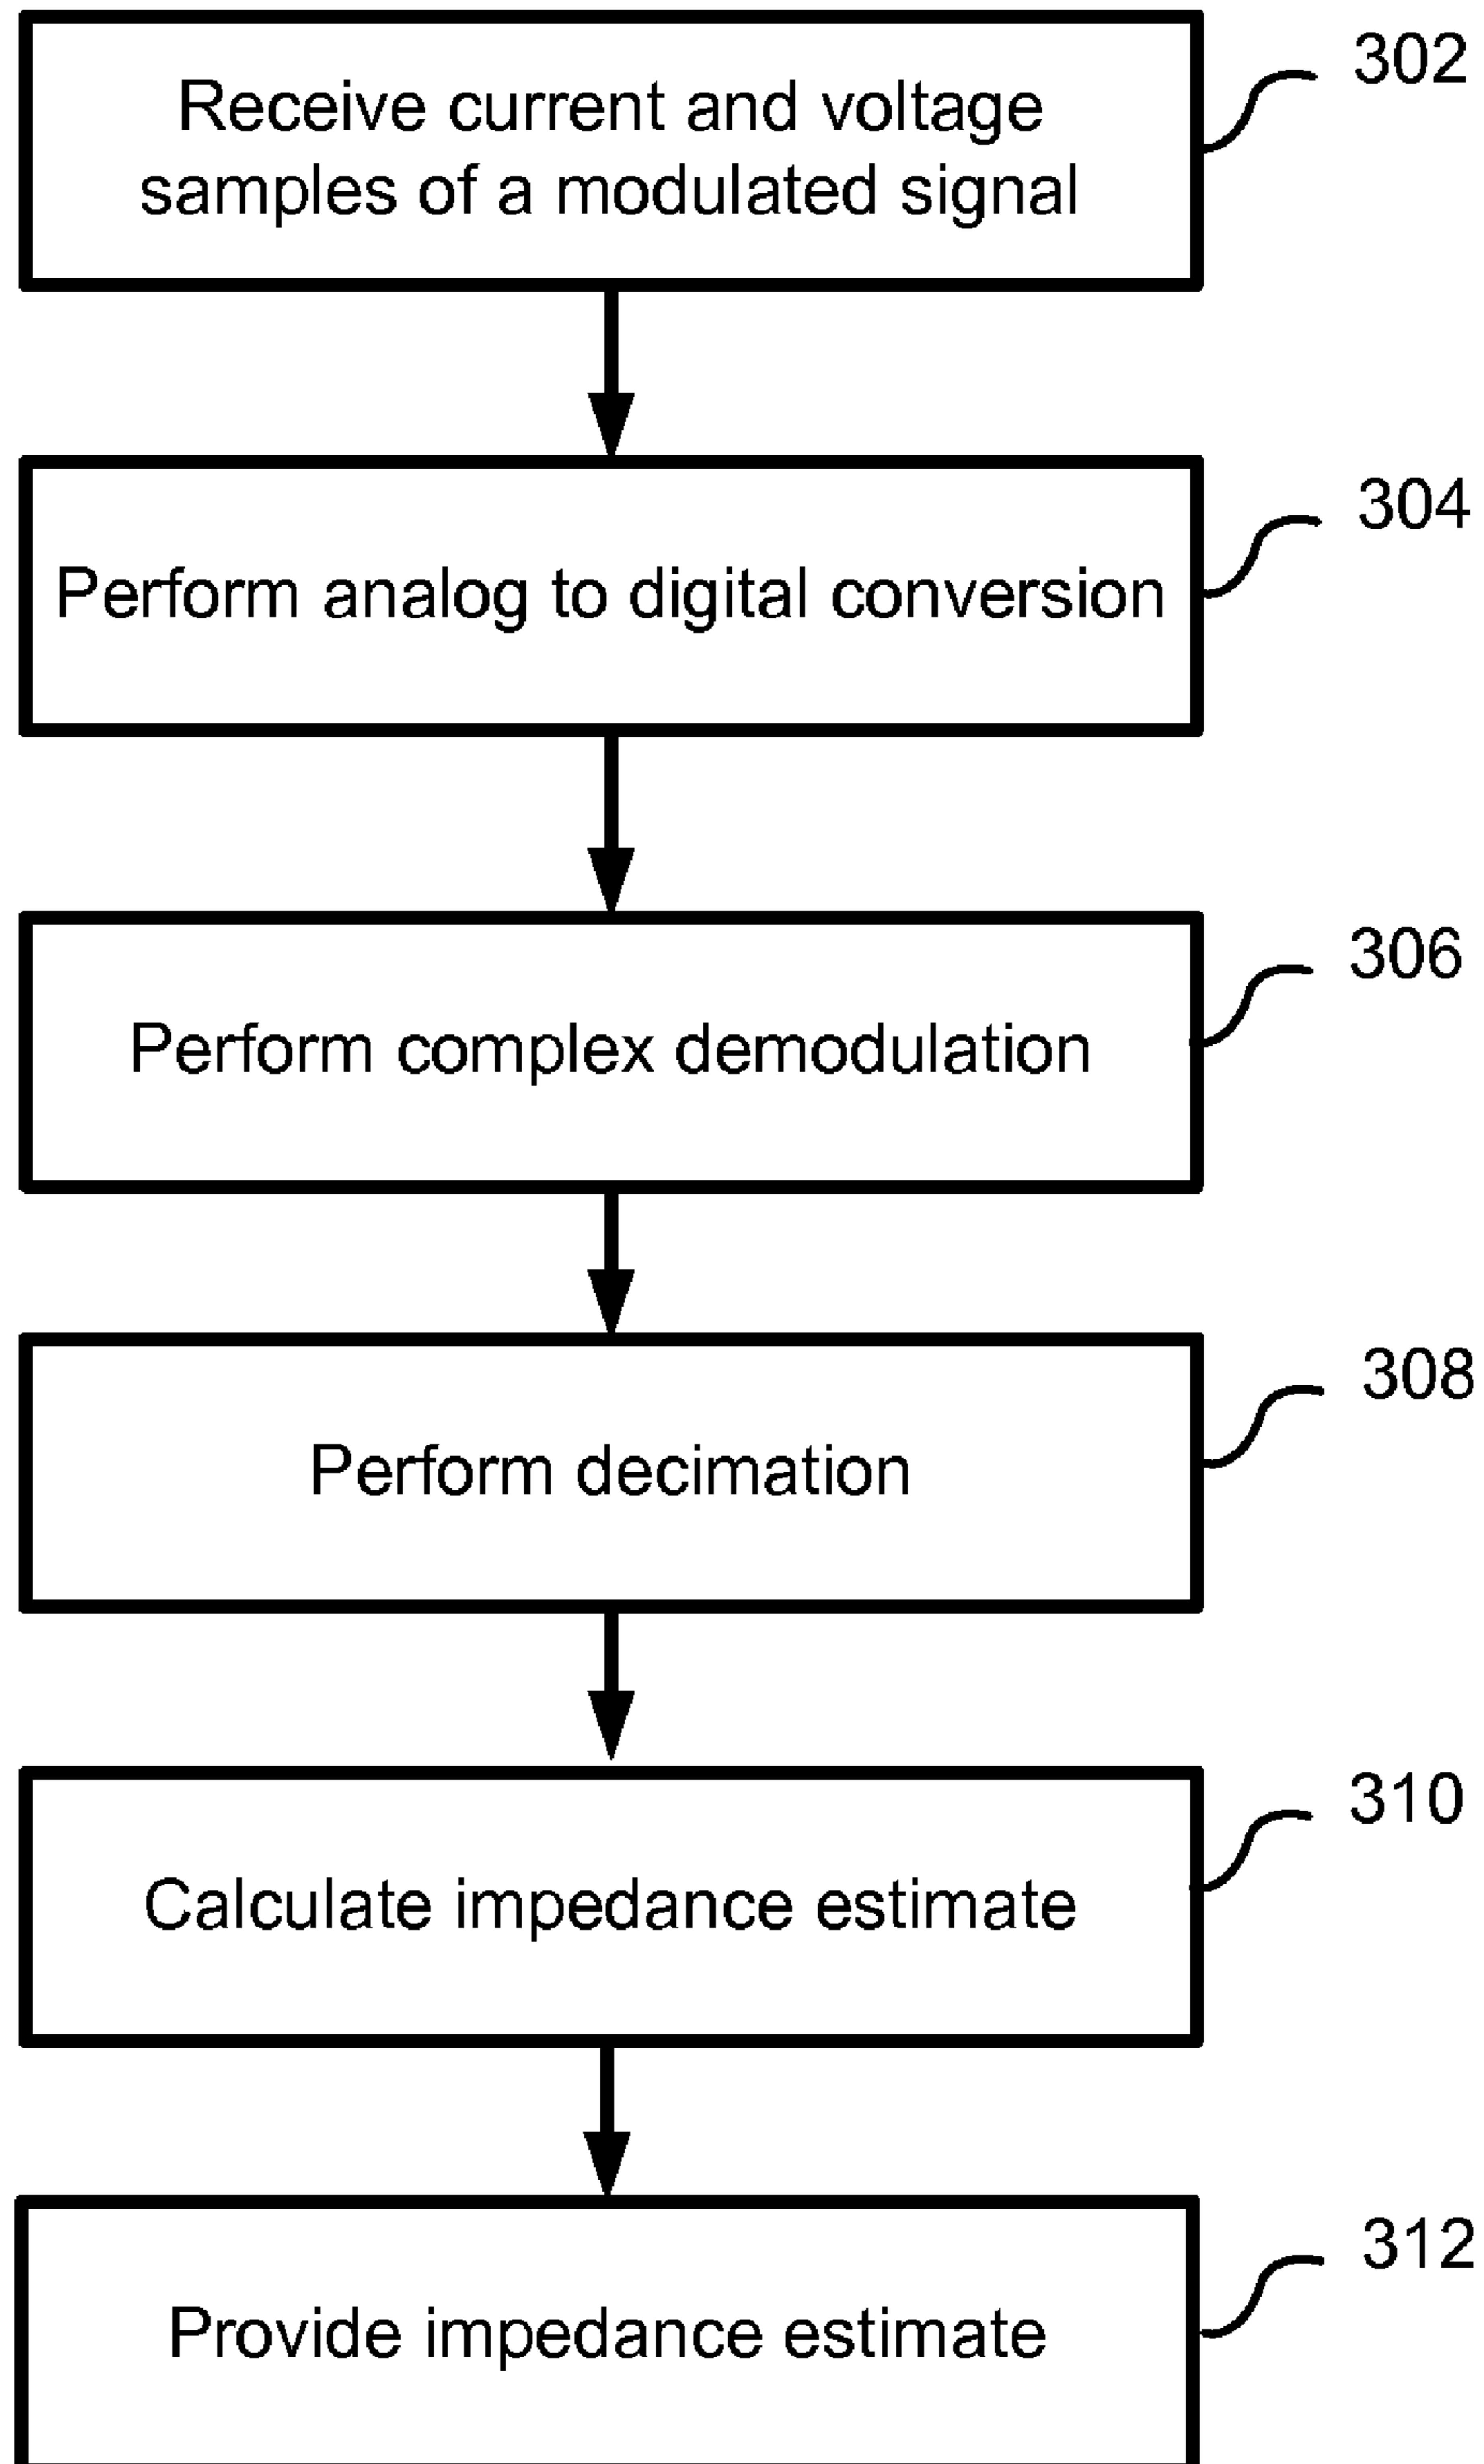 Receive current and voltage
samples of a modulated signal
302
Perform analog to digital conversion
304
Perform complex demodulation
306
Perform decimation
308
Calculate impedance estimate
310
Provide impedance estimate
312